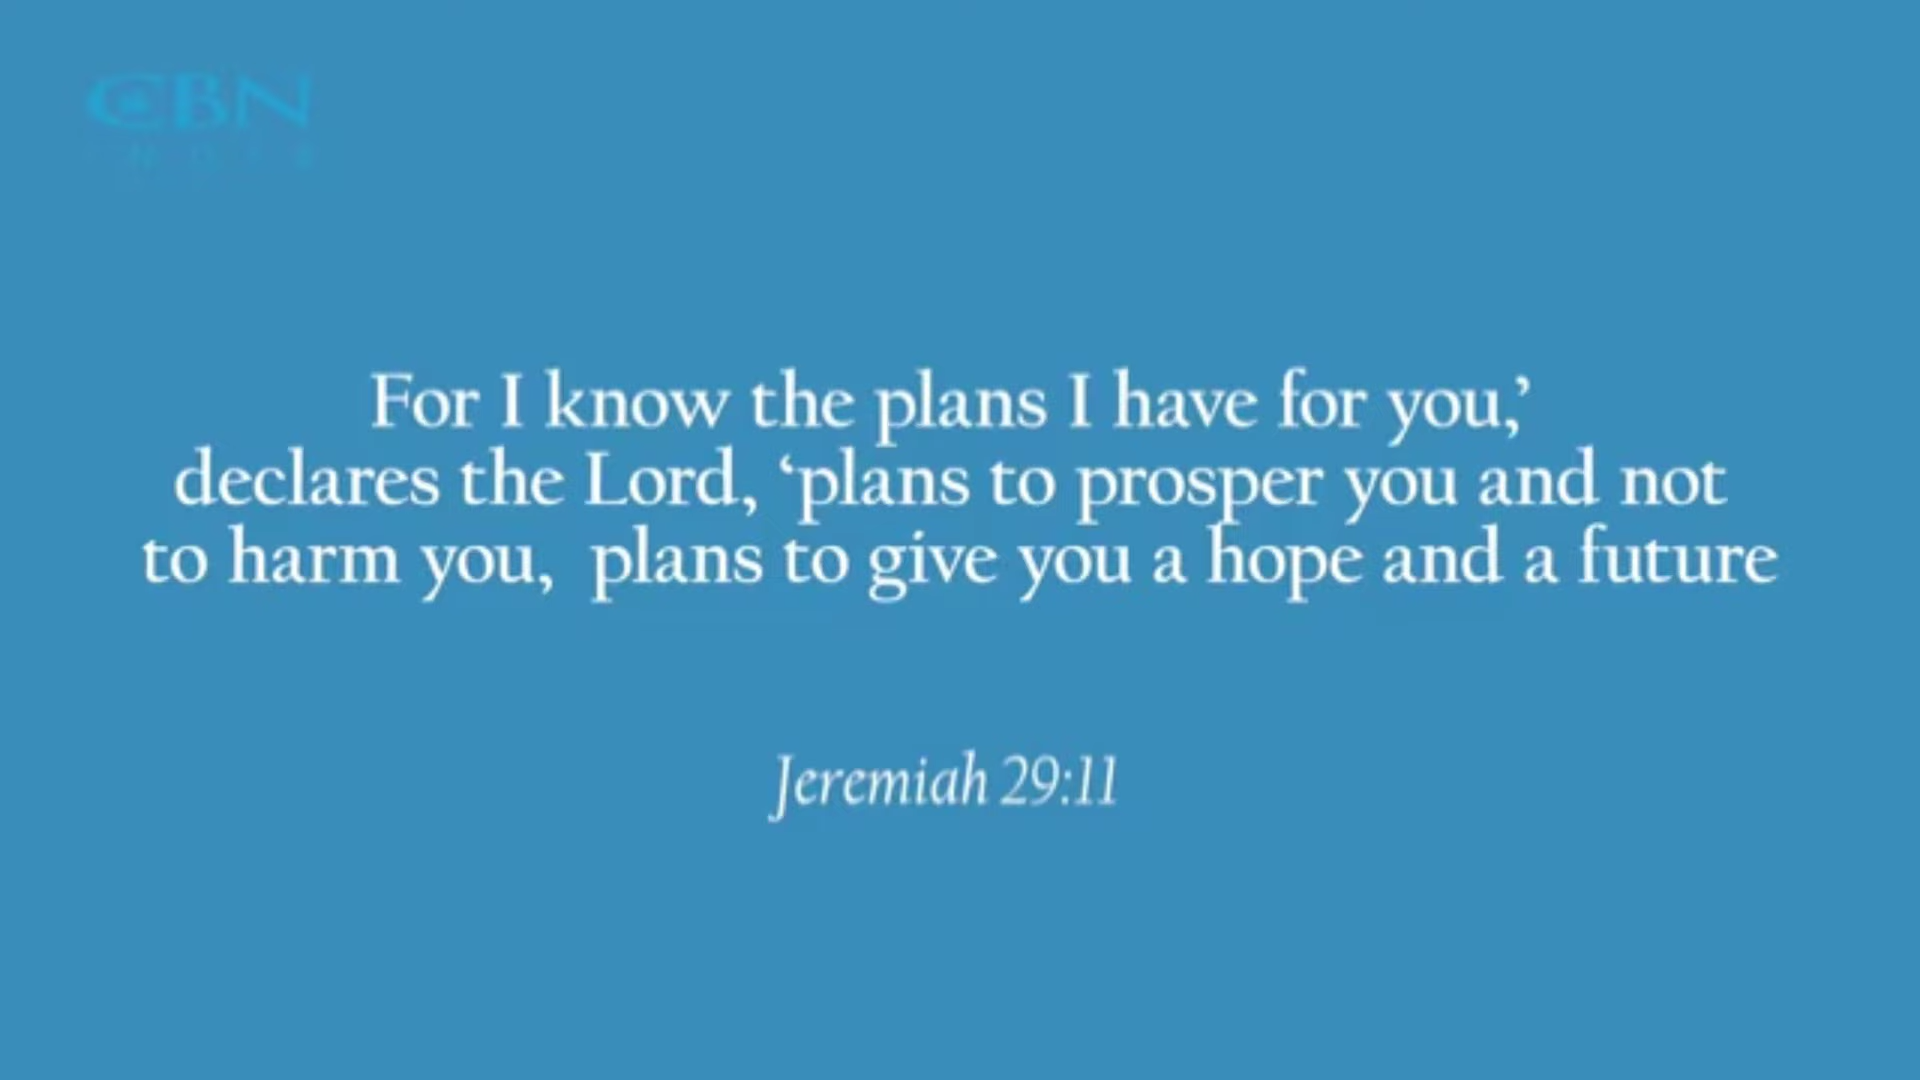 CBN
For I know the plans I have for you,’
declares the Lord, ‘plans to prosper you and not
to harm you,  plans to give you a hope and a future
Jeremiah 29:11